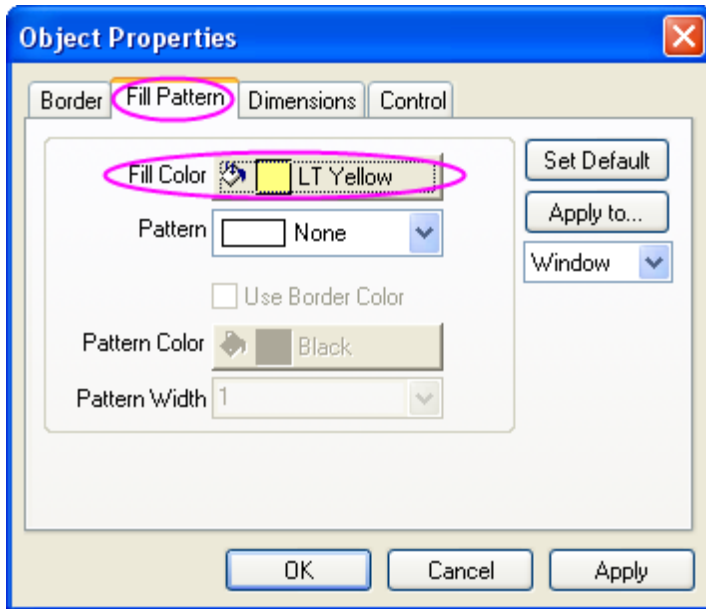 Object Properties
Border Fill Pattern Dimensions Control
Fill Color LT Yellow
Set Default
Pattern None
Apply to...
Window
Use Border Color
Pattern Color Black
Pattern Width 1
OK Cancel Apply